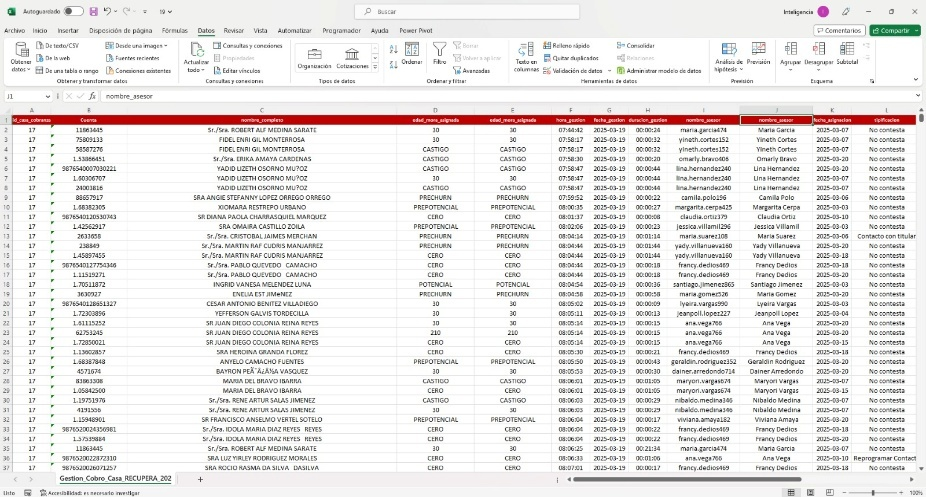 Autoguardado
19
Buscar
Inteligencia
Archivo Inicio Insertar Disposición de página Fórmulas Datos Revisar Vista Automatizar Programador Ayuda Power Pivot
Comentarios Compartir
Obtener datos
De texto/CSV
De la web
De una tabla o rango
Desde una imagen
Fuentes recientes
Conexiones existentes
Actualizar todo
Consultas y conexiones
Propiedades
Editar vínculos
Organización Cotizaciones
Ordenar
Filtro
Borrar
Avanzadas
Texto en columnas
Relleno rápido
Quitar duplicados
Validación de datos
Consolidar
Relaciones
Administrar modelo de datos
Análisis de hipótesis
Previsión
Agrupar Desagrupar Subtotal
Obtener y transformar datos
Consultas y conexiones
Tipos de datos
Ordenar y filtrar
Herramientas de datos
Previsión
Esquema
J1 nombre_asesor
A B C D E F G H I J K L
Cuenta nombre_completo edad_mora_asignada edad_mora_asignada hora_gestion fecha_gestion duracion_gestion nombre_asesor nombre_asesor fecha_asignacion tipificacion
2 17 11863445 Sr./Sra. ROBERT ALF MEDINA SARATE 30 30 07:44:42 2025-03-19 00:00:24 maria.garcia474 Maria Garcia 2025-03-07 No contesta
3 17 75809133 FIDEL ENRI GIL MONTERROSA 30 30 07:58:17 2025-03-19 00:00:32 yineth.cortes152 Yineth Cortes 2025-03-07 No contesta
4 17 58587276 FIDEL ENRI GIL MONTERROSA CASTIGO CASTIGO 07:58:17 2025-03-19 00:00:32 yineth.cortes152 Yineth Cortes 2025-03-07 No contesta
5 17 1.53866451 Sr./Sra. ERIKA AMAYA CARDENAS CASTIGO CASTIGO 07:58:30 2025-03-19 00:00:20 omarly.bravo406 Omarly Bravo 2025-03-20 No contesta
6 17 9876540007030221 YADID LIZETH OSORNO MU?OZ CASTIGO CASTIGO 07:58:47 2025-03-19 00:00:44 lina.hernandez240 Lina Hernandez 2025-03-20 No contesta
7 17 1.60306707 YADID LIZETH OSORNO MU?OZ 30 30 07:58:47 2025-03-19 00:00:44 lina.hernandez240 Lina Hernandez 2025-03-07 No contesta
8 17 24003816 YADID LIZETH OSORNO MU?OZ CASTIGO CASTIGO 07:58:47 2025-03-19 00:00:44 lina.hernandez240 Lina Hernandez 2025-03-07 No contesta
9 17 88657917 SRA ANGIE STEFANNY LOPEZ ORREGO ORREGO PRECHURN PRECHURN 07:59:52 2025-03-19 00:00:22 camila.polo196 Camila Polo 2025-03-06 No contesta
10 17 1.68382305 XIOMARA RESTREPO URBANO PREPOTENCIAL PREPOTENCIAL 08:00:35 2025-03-19 00:00:27 margarita.cerpa425 Margarita Cerpa 2025-03-03 No contesta
11 17 9876540120530743 SR DIANA PAOLA CHARRASQUIEL MARQUEZ CERO CERO 08:01:37 2025-03-19 00:00:08 claudia.ortiz379 Claudia Ortiz 2025-03-10 No contesta
12 17 1.42562917 SRA OMAIRA CASTILLO ZOILA PREPOTENCIAL PREPOTENCIAL 08:02:06 2025-03-19 00:00:23 jessica.villamil296 Jessica Villamil 2025-03-03 No contesta
13 17 2633658 Sr./Sra. CRISTOBAL JAIMES MERCHAN PRECHURN PRECHURN 08:04:14 2025-03-19 00:01:14 maria.suarez108 Maria Suarez 2025-03-06 Contacto con titular
14 17 238849 Sr./Sra. MARTIN RAF CUDRIS MANJARREZ PRECHURN PRECHURN 08:04:44 2025-03-19 00:01:44 yady.villanueva160 Yady Villanueva 2025-03-20 No contesta
15 17 1.45897455 Sr./Sra. MARTIN RAF CUDRIS MANJARREZ CERO CERO 08:04:44 2025-03-19 00:01:44 yady.villanueva160 Yady Villanueva 2025-03-18 No contesta
16 17 9876540127754346 Sr./Sra. PABLO QUEVEDO CAMACHO CERO CERO 08:04:44 2025-03-19 00:00:18 francy.dedios469 Francy Dedios 2025-03-18 No contesta
17 17 1.11519271 Sr./Sra. PABLO QUEVEDO CAMACHO CERO CERO 08:04:44 2025-03-19 00:00:18 francy.dedios469 Francy Dedios 2025-03-20 No contesta
18 17 1.70511872 INGRID VANESA MELENDEZ LUNA POTENCIAL POTENCIAL 08:04:54 2025-03-19 00:00:36 santiago.jimenez865 Santiago Jimenez 2025-03-03 No contesta
19 17 3630927 ENELIA EST JIMENEZ PRECHURN PRECHURN 08:04:58 2025-03-19 00:00:58 maria.gomez526 Maria Gomez 2025-03-20 No contesta
20 17 9876540128651327 CESAR ANTONIO BENITEZ VILLADIEGO 30 30 08:05:02 2025-03-19 00:00:09 lyeira.vargas990 Lyeira Vargas 2025-03-03 No contesta
21 17 1.72303896 YEFFERSON GALVIS TORDECILLA 30 30 08:05:11 2025-03-19 00:00:13 jeanpoll.lopez227 Jeanpoll Lopez 2025-03-04 No contesta
22 17 1.61115252 SR JUAN DIEGO COLONIA REINA REYES 30 30 08:05:14 2025-03-19 00:00:15 ana.vega766 Ana Vega 2025-03-20 No contesta
23 17 62753245 SR JUAN DIEGO COLONIA REINA REYES 210 210 08:05:14 2025-03-19 00:00:15 ana.vega766 Ana Vega 2025-03-20 No contesta
24 17 1.72850021 SR JUAN DIEGO COLONIA REINA REYES CERO CERO 08:05:14 2025-03-19 00:00:15 ana.vega766 Ana Vega 2025-03-15 No contesta
25 17 1.13602857 SRA HEROINA GRANDA FLOREZ CERO CERO 08:05:30 2025-03-19 00:00:21 francy.dedios469 Francy Dedios 2025-03-18 No contesta
26 17 1.68387848 ANYELO CAMACHO FUENTES PREPOTENCIAL PREPOTENCIAL 08:05:50 2025-03-19 00:00:43 geraldin.rodriguez352 Geraldin Rodriguez 2025-03-20 No contesta
27 17 4571674 VASQUEZ 30 30 08:05:53 2025-03-19 00:00:30 dainer.arredondo714 Dainer Arredondo 2025-03-20 No contesta
28 17 83863308 MARIA DEL BRAVO IBARRA CASTIGO CASTIGO 08:06:01 2025-03-19 00:01:05 maryori.vargas674 Maryori Vargas 2025-03-07 No contesta
29 17 1.05842500 MARIA DEL BRAVO IBARRA CERO CERO 08:06:01 2025-03-19 00:01:05 maryori.vargas674 Maryori Vargas 2025-03-15 No contesta
30 17 1.19751976 Sr./Sra. RENE ARTUR SALAS JIMENEZ CASTIGO CASTIGO 08:06:03 2025-03-19 00:00:29 nibaldo.medina346 Nibaldo Medina 2025-03-07 No contesta
31 17 4191556 Sr./Sra. RENE ARTUR SALAS JIMENEZ 30 30 08:06:03 2025-03-19 00:00:29 nibaldo.medina346 Nibaldo Medina 2025-03-07 No contesta
32 17 1.15948901 SR FRANCISCO ANSELMO VERTEL SOTELO PREPOTENCIAL PREPOTENCIAL 08:06:04 2025-03-19 00:00:17 viviana.amaya182 Viviana Amaya 2025-03-20 No contesta
33 17 9876520024356981 Sr./Sra. IDOLA MARIA DIAZ REYES REYES CERO CERO 08:06:04 2025-03-19 00:00:22 francy.dedios469 Francy Dedios 2025-03-18 No contesta
34 17 1.57539884 Sr./Sra. IDOLA MARIA DIAZ REYES REYES CERO CERO 08:06:04 2025-03-19 00:00:22 francy.dedios469 Francy Dedios 2025-03-18 No contesta
35 17 11863445 Sr./Sra. ROBERT ALF MEDINA SARATE 30 30 08:06:25 2025-03-19 00:21:34 maria.garcia474 Maria Garcia 2025-03-07 No contesta
36 17 9876520022872310 SRA LUZ YIRLEY RODRIGUEZ MORALES CERO CERO 08:06:33 2025-03-19 00:01:06 ana.vega766 Ana Vega 2025-03-10 Reprogramar Contact
37 17 9876520026071257 SRA ROCIO RASMA DA SILVA DASILVA CERO CERO 08:07:01 2025-03-19 00:00:17 francy.dedios469 Francy Dedios 2025-03-18 No contesta
Gestion_Cobro_Casa_RECUPERA_202
Listo Accesibilidad: es necesario investigar 100%